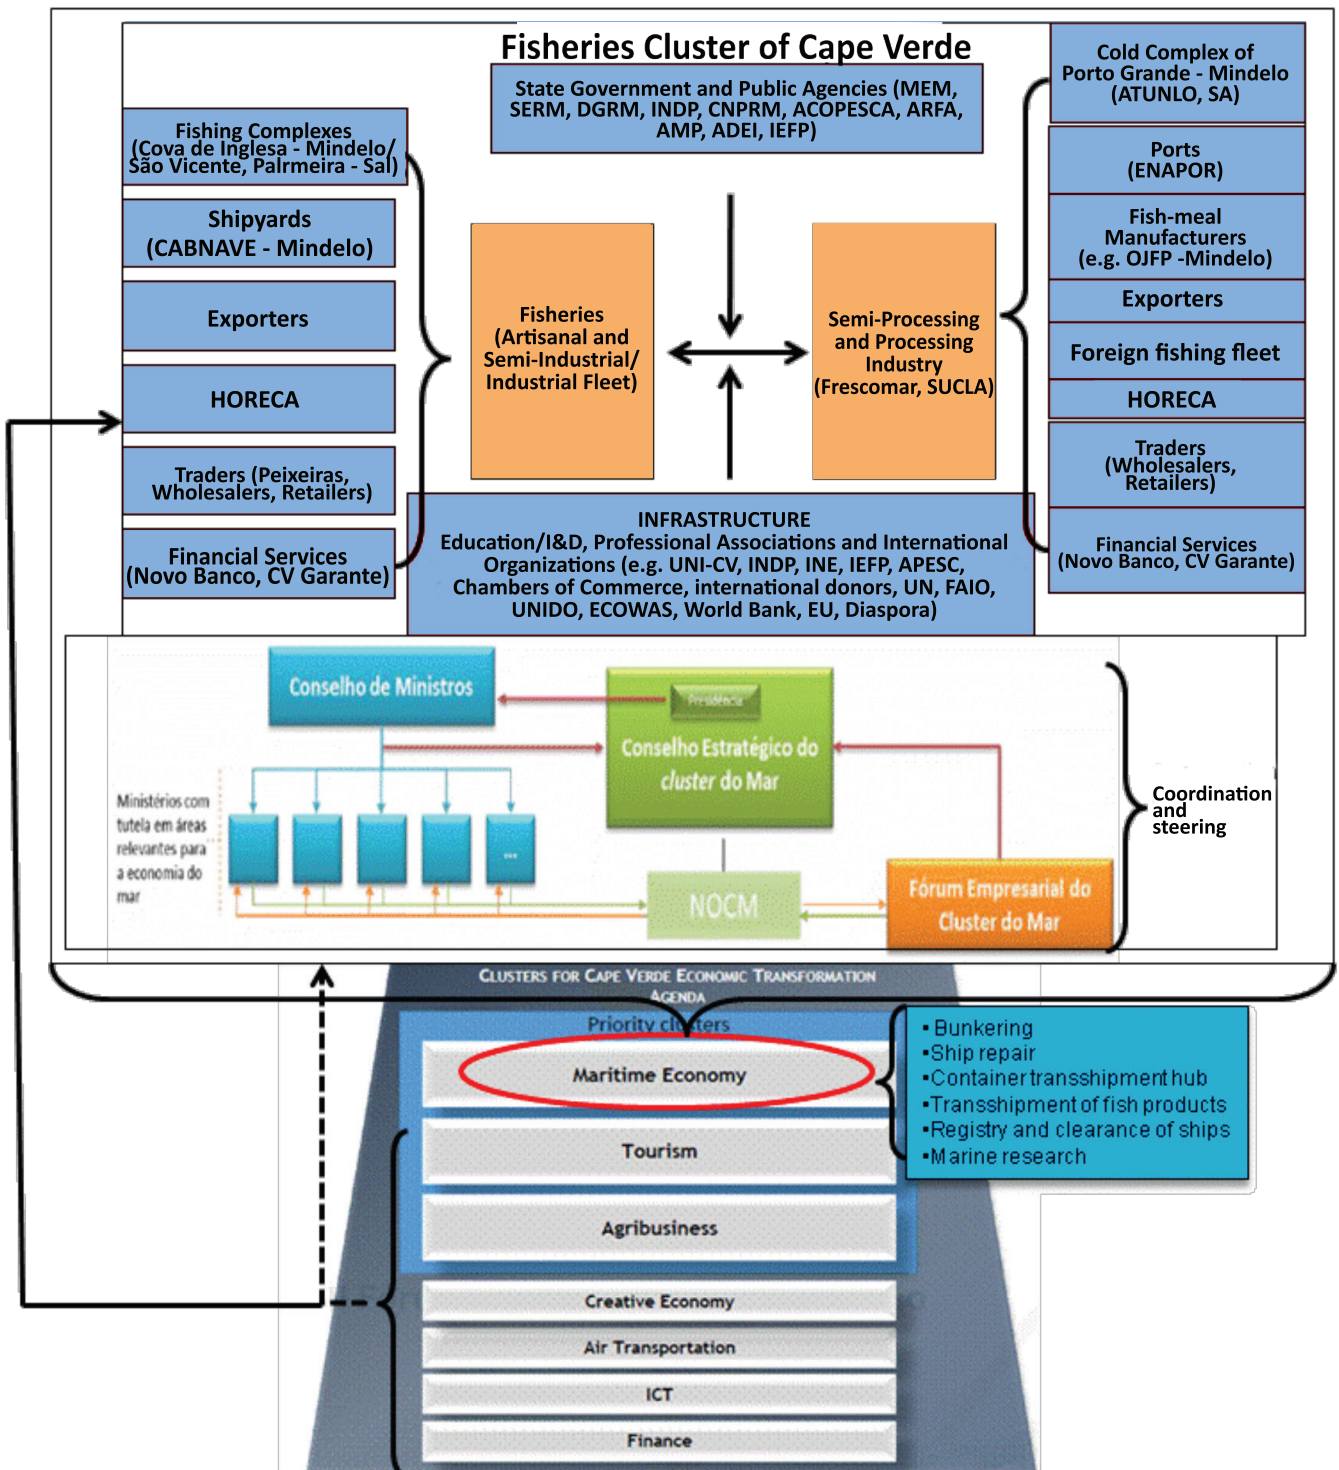 Fisheries Cluster of Cape Verde
State Government and Public Agencies (MEM,
SERM, DGRM, INDP, CNPRM, ACOPESCA, ARFA,
AMP, ADEI, IEFP)
Fishing Complexes
(Cova de Inglesa - Mindelo/
São Vicente, Palrmeira - Sal)
Shipyards
(CABNAVE - Mindelo)
Exporters
HORECA
Traders (Peixeiras,
Wholesalers, Retailers)
Financial Services
(Novo Banco, CV Garante)
Fisheries
(Artisanal and
Semi-Industrial/
Industrial Fleet)
Semi-Processing
and Processing
Industry
(Frescomar, SUCLA)
Cold Complex of
Porto Grande - Mindelo
(ATUNLO, SA)
Ports
(ENAPOR)
Fish-meal
Manufacturers
(e.g. OJFP -Mindelo)
Exporters
Foreign fishing fleet
HORECA
Traders
(Wholesalers,
Retailers)
Financial Services
(Novo Banco, CV Garante)
INFRASTRUCTURE
Education/I&D, Professional Associations and International
Organizations (e.g. UNI-CV, INDP, INE, IEFP, APESC,
Chambers of Commerce, international donors, UN, FAIO,
UNIDO, ECOWAS, World Bank, EU, Diaspora)
Conselho de Ministros
Presidência
Conselho Estratégico do
cluster do Mar
Ministérios com
tutela em áreas
relevantes para
a economia do
mar
...
NOCM
Fórum Empresarial do
Cluster do Mar
Coordination
and
steering
CLUSTERS FOR CAPE VERDE ECONOMIC TRANSFORMATION
AGENDA
Priority clusters
Maritime Economy
Tourism
Agribusiness
Creative Economy
Air Transportation
ICT
Finance
▪ Bunkering
▪ Ship repair
▪ Container transshipment hub
▪ Transshipment of fish products
▪ Registry and clearance of ships
▪ Marine research